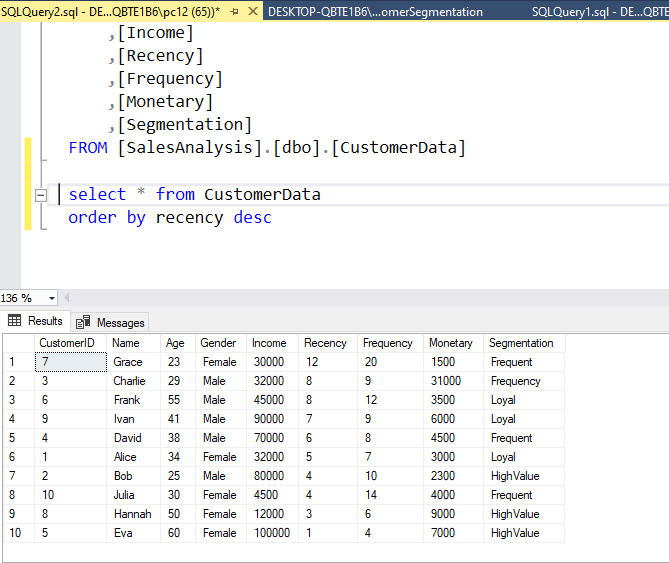 SQLQuery2.sql - DE...QBTE1B6\pc12 (65))* DESKTOP-QBTE1B6\...omerSegmentation SQLQuery1.sql - DE...QBTE
,[Income]
,[Recency]
,[Frequency]
,[Monetary]
,[Segmentation]
FROM [SalesAnalysis].[dbo].[CustomerData]
select * from CustomerData
order by recency desc
136 %
Results Messages
CustomerID Name Age Gender Income Recency Frequency Monetary Segmentation
1 7 Grace 23 Female 30000 12 20 1500 Frequent
2 3 Charlie 29 Male 32000 8 9 31000 Frequency
3 6 Frank 55 Male 45000 8 12 3500 Loyal
4 9 Ivan 41 Male 90000 7 9 6000 Loyal
5 4 David 38 Male 70000 6 8 4500 Frequent
6 1 Alice 34 Female 32000 5 7 3000 Loyal
7 2 Bob 25 Male 80000 4 10 2300 HighValue
8 10 Julia 30 Female 4500 4 14 4000 Frequent
9 8 Hannah 50 Female 12000 3 6 9000 HighValue
10 5 Eva 60 Female 100000 1 4 7000 HighValue